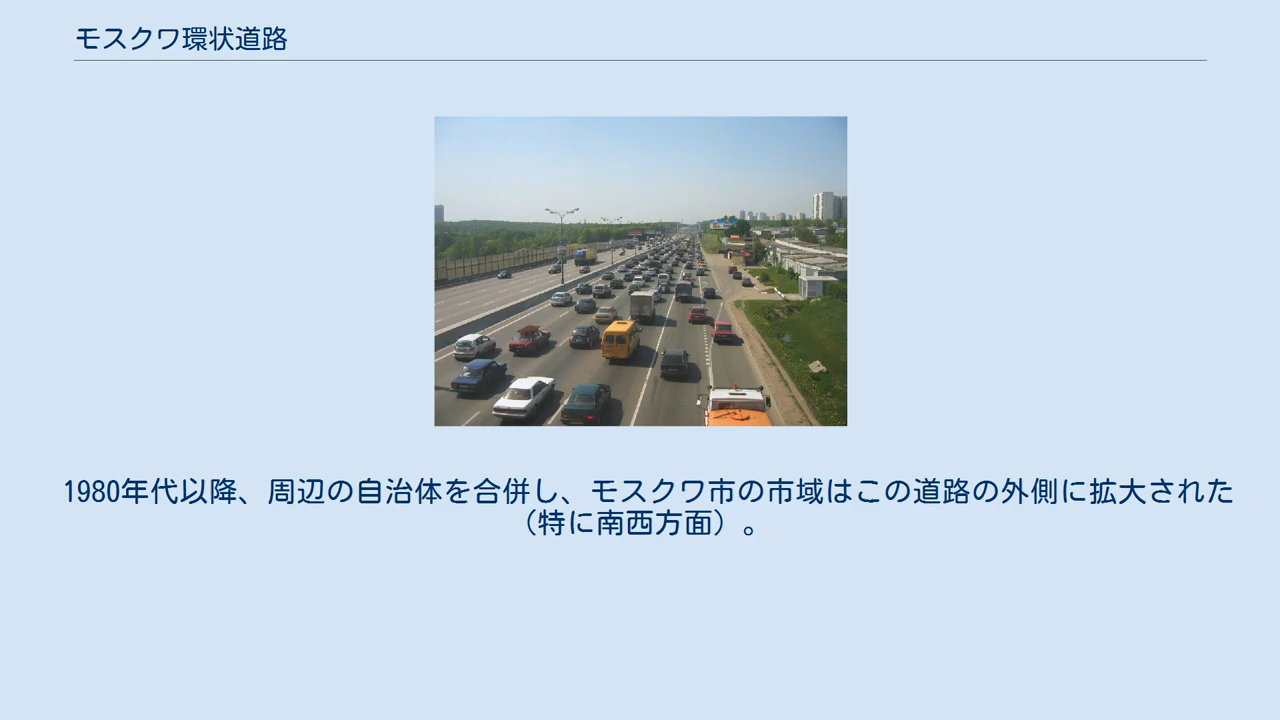 モスクワ環状道路
1980年代以降、周辺の自治体を合併し、モスクワ市の市域はこの道路の外側に拡大された
（特に南西方面）。